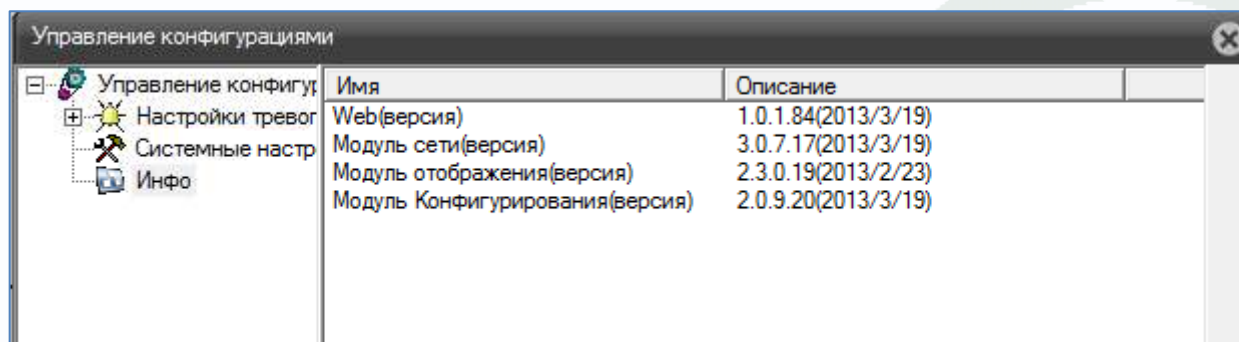 Управление конфигурациями
Управление конфигур
Настройки тревог
Системные настр
Инфо
Имя Описание
Web(версия) 1.0.1.84(2013/3/19)
Модуль сети(версия) 3.0.7.17(2013/3/19)
Модуль отображения(версия) 2.3.0.19(2013/2/23)
Модуль Конфигурирования(версия) 2.0.9.20(2013/3/19)